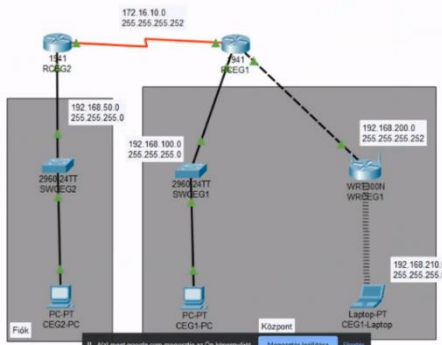 172.16.10.0
255.255.255.252
1941
RCEG2
1941
RCEG1
192.168.50.0
255.255.255.0
192.168.100.0
255.255.255.0
192.168.200.0
255.255.255.252
2960-24TT
SWCEG2
2960-24TT
SWCEG1
WRT300N
WRCEG1
192.168.210.
255.255.255.
PC-PT
CEG2-PC
PC-PT
CEG1-PC
Laptop-PT
CEG1-Laptop
Fiók
Központ